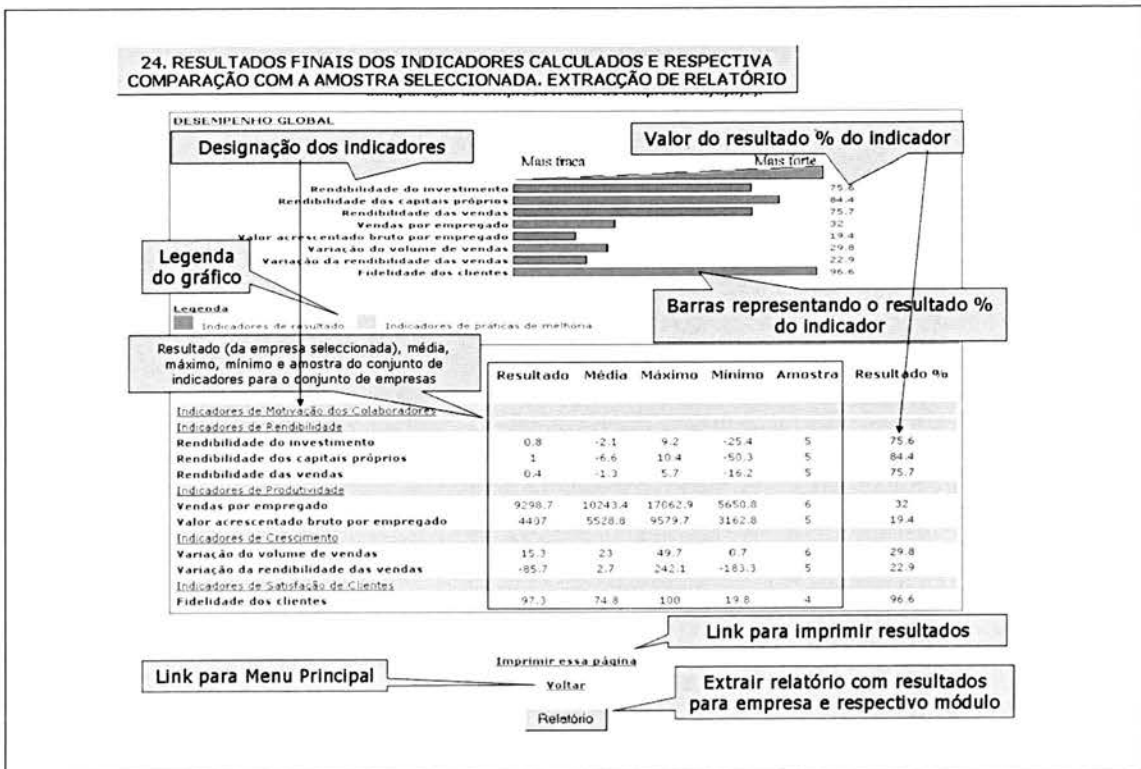 24. RESULTADOS FINAIS DOS INDICADORES CALCULADOS E RESPECTIVA
COMPARAÇÃO COM A AMOSTRA SELECCIONADA. EXTRACÇÃO DE RELATÓRIO
DESEMPENHO GLOBAL
Designação dos indicadores
Valor do resultado % do indicador
Mais fraca Mais forte
Rendibilidade do investimento 75.6
Rendibilidade dos capitais próprios 84.4
Rendibilidade das vendas 75.7
Vendas por empregado 32
Valor acrescentado bruto por empregado 19.4
Variação do volume de vendas 29.8
Variação da rendibilidade das vendas 22.9
Fidelidade dos clientes 96.6
Legenda
do gráfico
Barras representando o resultado %
do indicador
Legenda
Indicadores de resultado Indicadores de práticas de melhoria
Resultado (da empresa seleccionada), média,
máximo, mínimo e amostra do conjunto de
indicadores para o conjunto de empresas
Resultado Média Máximo Mínimo Amostra Resultado %
Indicadores de Motivação dos Colaboradores
Indicadores de Rendibilidade
Rendibilidade do investimento 0.8 -2.1 9.2 -25.4 5 75.6
Rendibilidade dos capitais próprios 1 -6.6 10.4 -50.3 5 84.4
Rendibilidade das vendas 0.4 -1.3 5.7 -16.2 5 75.7
Indicadores de Produtividade
Vendas por empregado 9298.7 10243.4 17062.9 5650.8 6 32
Valor acrescentado bruto por empregado 4407 5528.8 9579.7 3162.8 5 19.4
Indicadores de Crescimento
Variação do volume de vendas 15.3 23 49.7 0.7 6 29.8
Variação da rendibilidade das vendas -85.7 2.7 242.1 -183.3 5 22.9
Indicadores de Satisfação de Clientes
Fidelidade dos clientes 97.3 74.8 100 19.8 4 96.6
Link para imprimir resultados
Imprimir essa página
Link para Menu Principal
Voltar
Extrair relatório com resultados
para empresa e respectivo módulo
Relatório